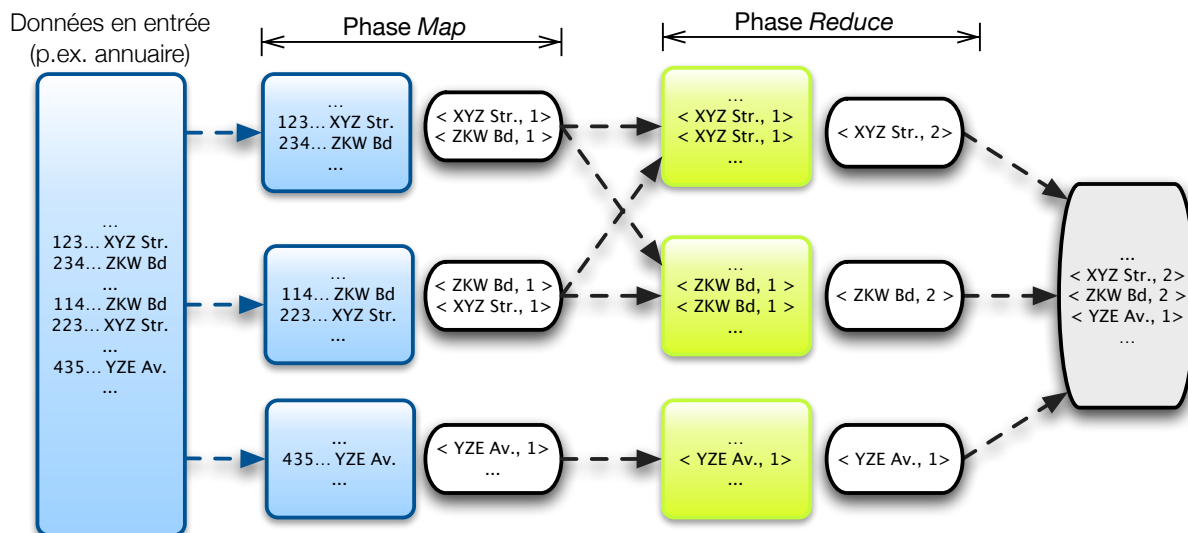 Données en entrée
(p.ex. annuaire)
Phase Map
Phase Reduce
...
123... XYZ Str.
234... ZKW Bd
...
114... ZKW Bd
223... XYZ Str.
...
435... YZE Av.
...
...
123... XYZ Str.
234... ZKW Bd
...
< XYZ Str., 1>
< ZKW Bd, 1 >
...
< XYZ Str., 1>
< XYZ Str., 1>
...
< XYZ Str., 2>
...
114... ZKW Bd
223... XYZ Str.
...
< ZKW Bd, 1 >
< XYZ Str., 1>
...
< ZKW Bd, 1 >
< ZKW Bd, 1 >
...
< ZKW Bd, 2 >
...
435... YZE Av.
...
< YZE Av., 1>
...
...
< YZE Av., 1>
...
< YZE Av., 1>
...
< XYZ Str., 2>
< ZKW Bd, 2 >
< YZE Av., 1>
...